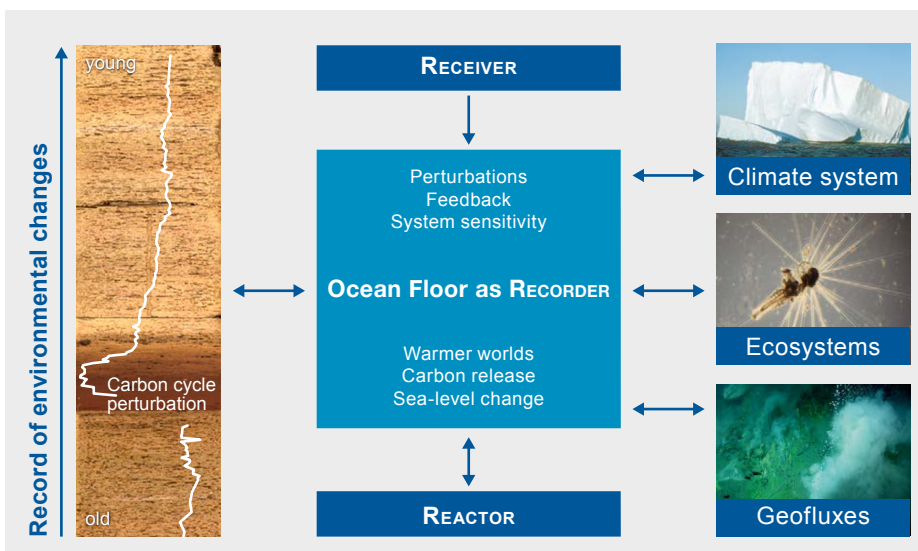 Record of environmental changes
young
Carbon cycle
perturbation
old
RECEIVER
Perturbations
Feedback
System sensitivity
Ocean Floor as RECORDER
Warmer worlds
Carbon release
Sea-level change
REACTOR
Climate system
Ecosystems
Geofluxes